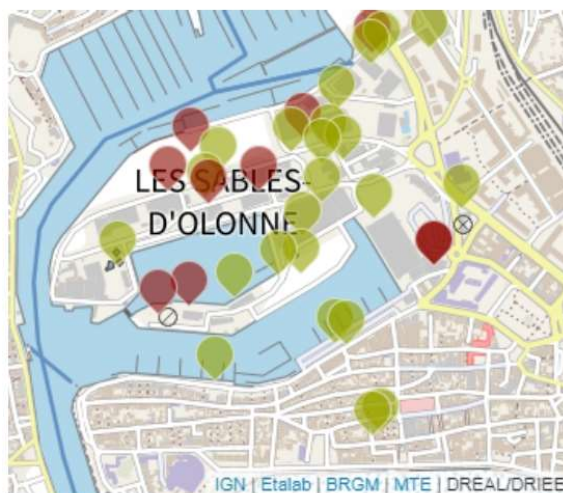 LES SABLES-
D'OLONNE
IGN | Etalab | BRGM | MTE | DREAL/DRIEE